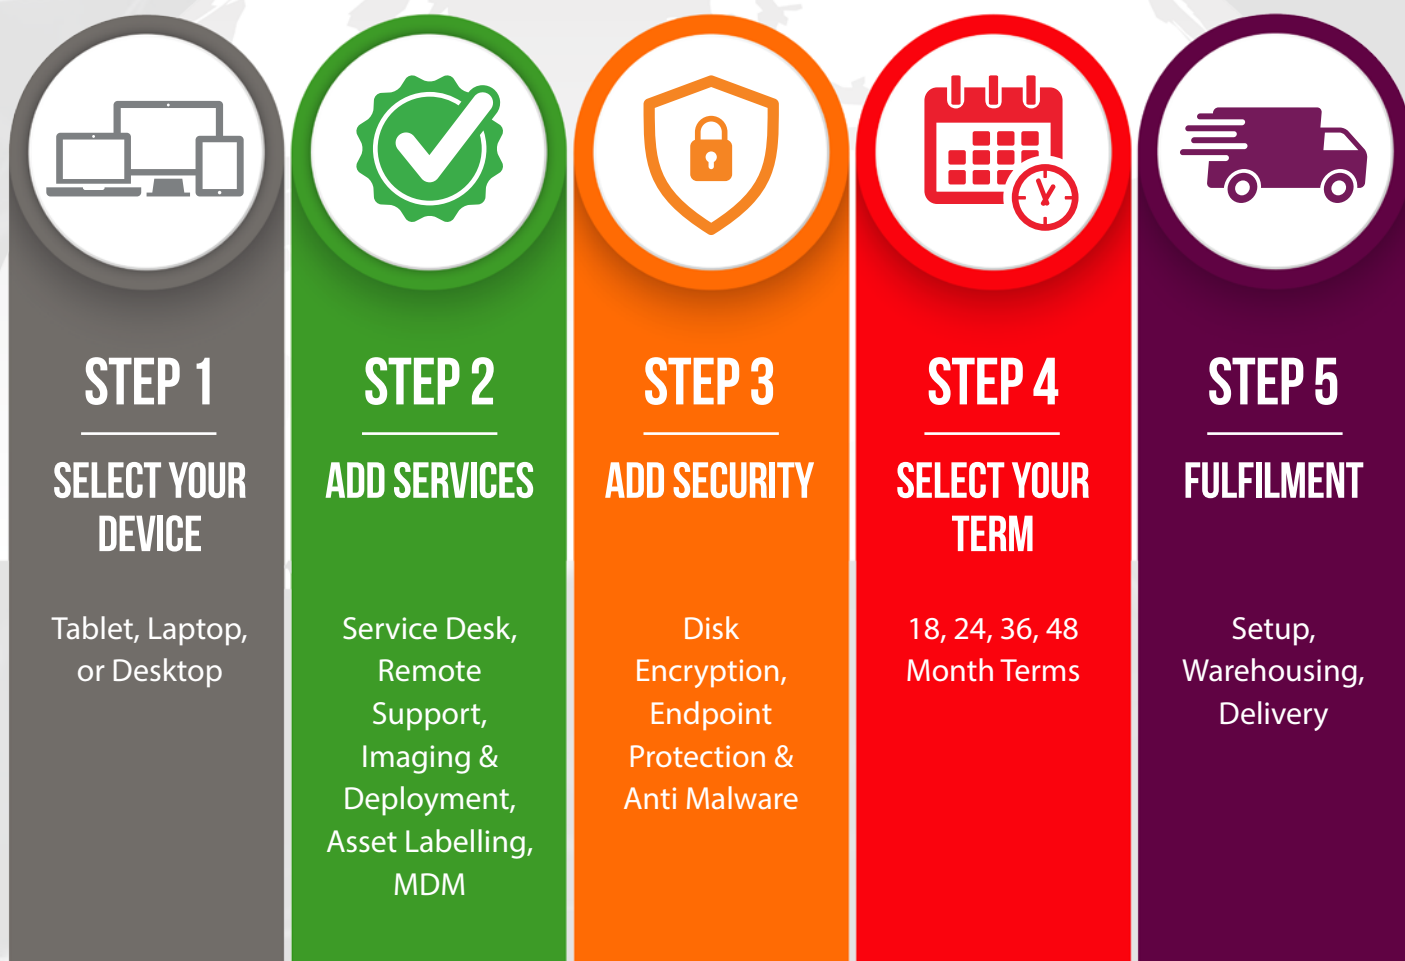 STEP 1
SELECT YOUR
DEVICE
Tablet, Laptop,
or Desktop
STEP 2
ADD SERVICES
Service Desk,
Remote
Support,
Imaging &
Deployment,
Asset Labelling,
MDM
STEP 3
ADD SECURITY
Disk
Encryption,
Endpoint
Protection &
Anti Malware
STEP 4
SELECT YOUR
TERM
18, 24, 36, 48
Month Terms
STEP 5
FULFILMENT
Setup,
Warehousing,
Delivery